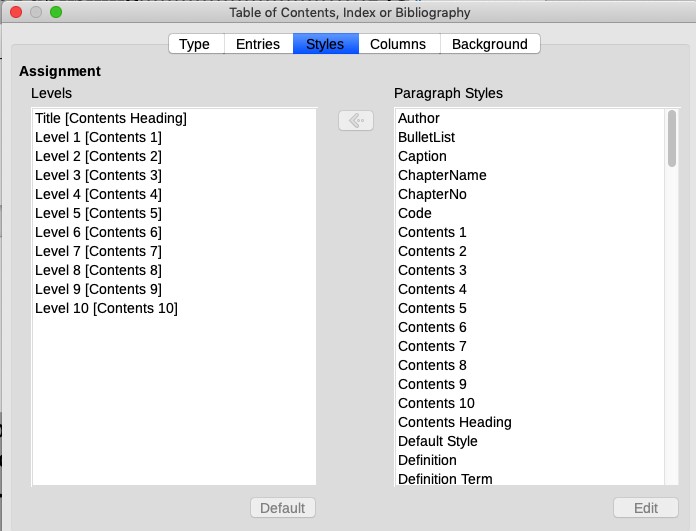 Table of Contents, Index or Bibliography
Type Entries Styles Columns Background
Assignment
Levels
Title [Contents Heading]
Level 1 [Contents 1]
Level 2 [Contents 2]
Level 3 [Contents 3]
Level 4 [Contents 4]
Level 5 [Contents 5]
Level 6 [Contents 6]
Level 7 [Contents 7]
Level 8 [Contents 8]
Level 9 [Contents 9]
Level 10 [Contents 10]
Default
Paragraph Styles
Author
BulletList
Caption
ChapterName
ChapterNo
Code
Contents 1
Contents 2
Contents 3
Contents 4
Contents 5
Contents 6
Contents 7
Contents 8
Contents 9
Contents 10
Contents Heading
Default Style
Definition
Definition Term
Edit